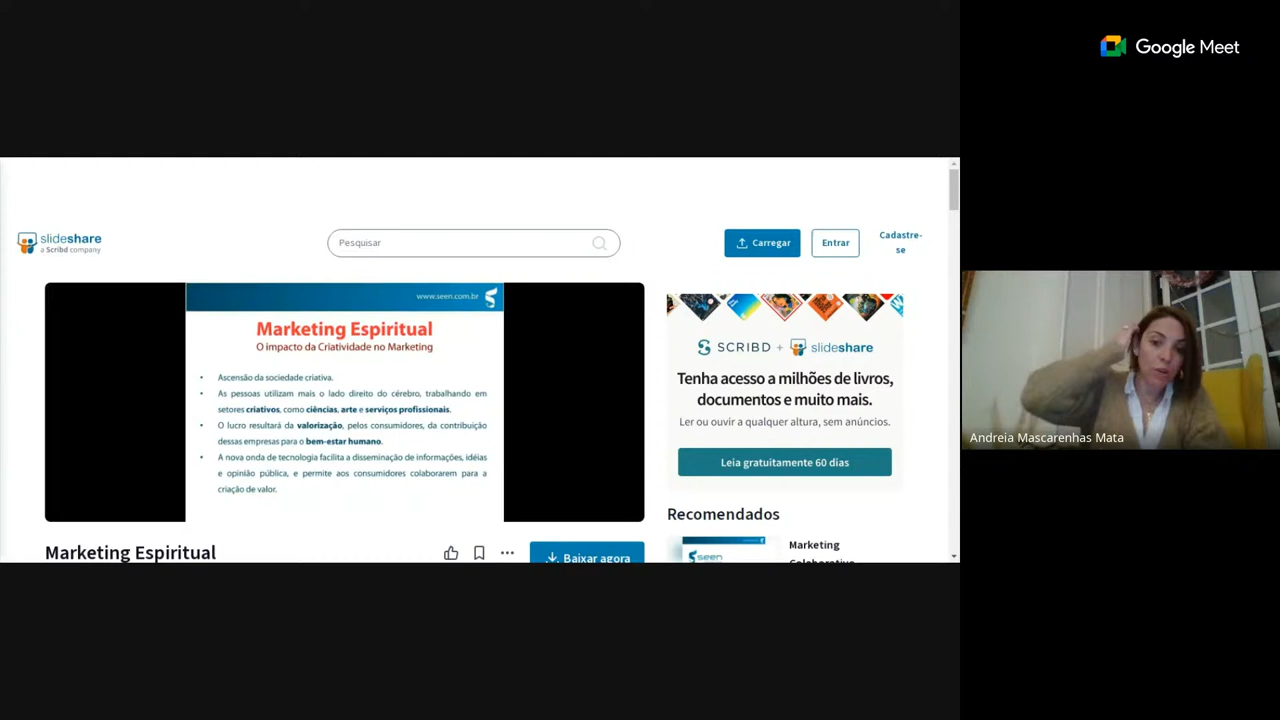 Google Meet
slideshare
a Scribd company
Pesquisar
Carregar
Entrar
Cadastre-
se
www.seen.com.br
Marketing Espiritual
O impacto da Criatividade no Marketing
• Ascensão da sociedade criativa.
• As pessoas utilizam mais o lado direito do cérebro, trabalhando em
setores criativos, como ciências, arte e serviços profissionais.
• O lucro resultará da valorização, pelos consumidores, da contribuição
dessas empresas para o bem-estar humano.
• A nova onda de tecnologia facilita a disseminação de informações, idéias
e opinião pública, e permite aos consumidores colaborarem para a
criação de valor.
Marketing Espiritual
Baixar agora
SCRIBD + slideshare
Tenha acesso a milhões de livros,
documentos e muito mais.
Ler ou ouvir a qualquer altura, sem anúncios.
Leia gratuitamente 60 dias
Recomendados
seen
Marketing
Colaborativo
Andreia Mascarenhas Mata